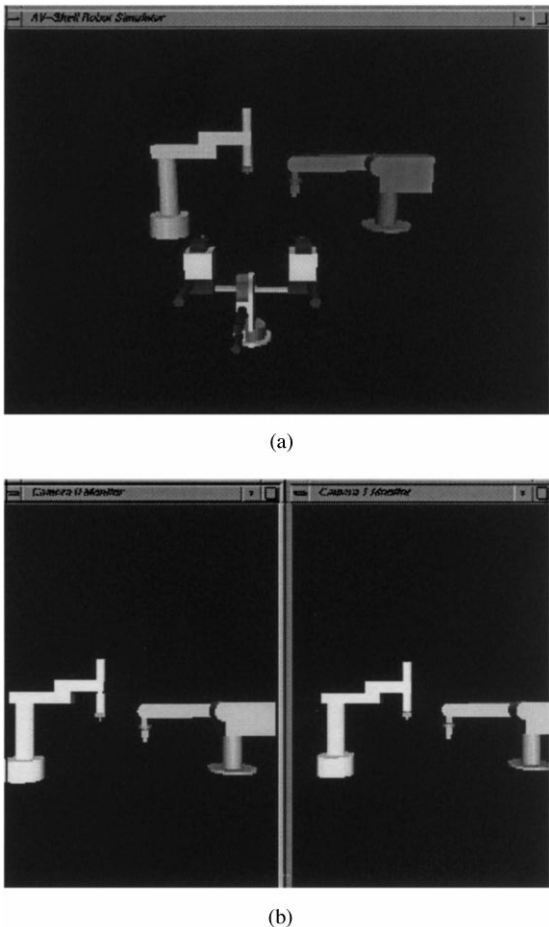 AV-Shell Robot Simulator
(a)
Camera 0 Monitor
Camera 1 Monitor
(b)